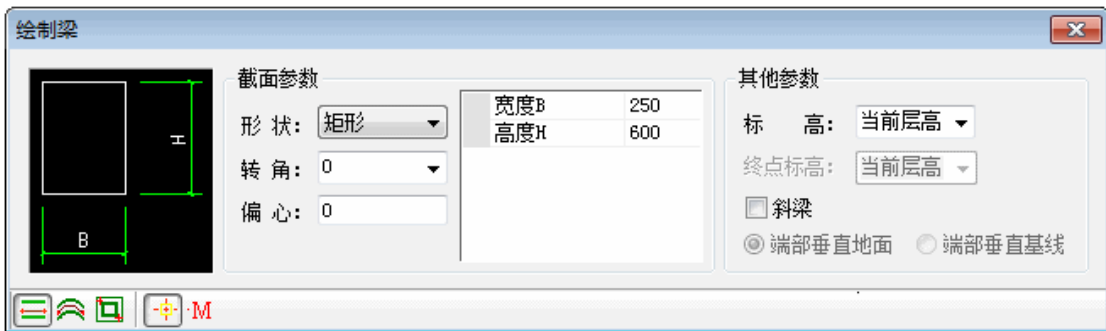 绘制梁
截面参数
其他参数
H
B
形 状: 矩形
转 角: 0
偏 心: 0
宽度B 250
高度H 600
标 高: 当前层高
终点标高: 当前层高
斜梁
端部垂直地面 端部垂直基线
·M